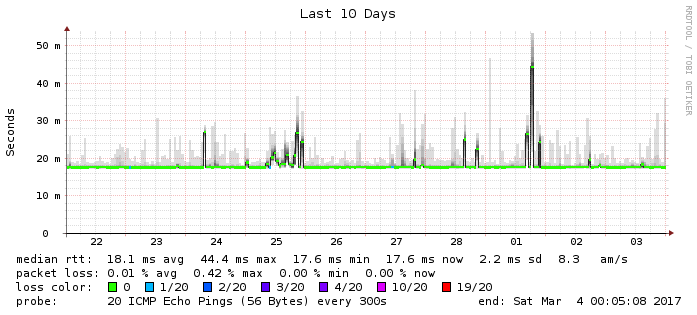 Last 10 Days
RRDTOOL / TOBI OETIKER
Seconds
50 m
40 m
30 m
20 m
10 m
0
22 23 24 25 26 27 28 01 02 03
median rtt: 18.1 ms avg 44.4 ms max 17.6 ms min 17.6 ms now 2.2 ms sd 8.3 am/s
packet loss: 0.01 % avg 0.42 % max 0.00 % min 0.00 % now
loss color: 0 1/20 2/20 3/20 4/20 10/20 19/20
probe: 20 ICMP Echo Pings (56 Bytes) every 300s end: Sat Mar 4 00:05:08 2017